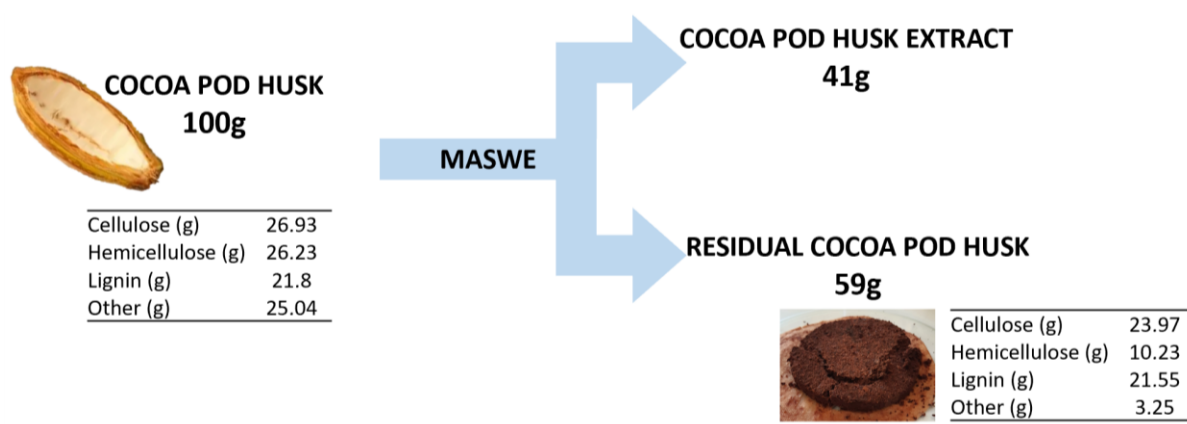 COCOA POD HUSK
100g
Cellulose (g) 26.93
Hemicellulose (g) 26.23
Lignin (g) 21.8
Other (g) 25.04
MASWE
COCOA POD HUSK EXTRACT
41g
RESIDUAL COCOA POD HUSK
59g
Cellulose (g) 23.97
Hemicellulose (g) 10.23
Lignin (g) 21.55
Other (g) 3.25